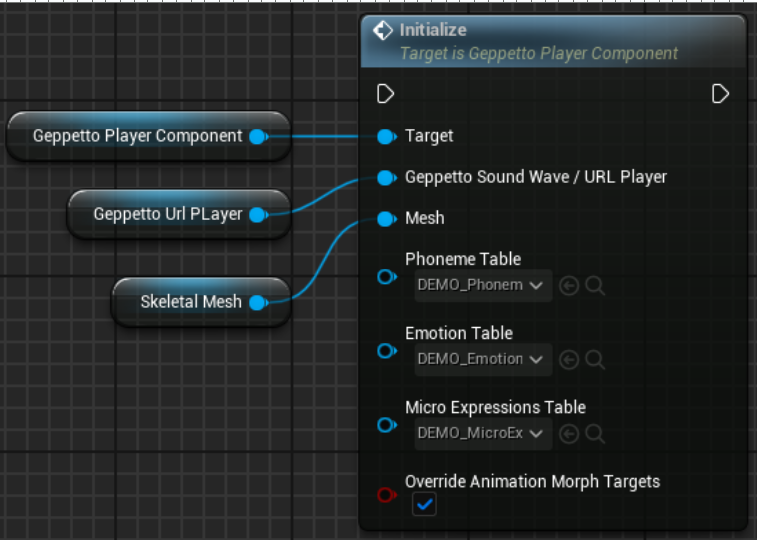 Initialize
Target is Geppetto Player Component
Geppetto Player Component
Target
Geppetto Sound Wave / URL Player
Geppetto Url PLayer
Mesh
Skeletal Mesh
Phoneme Table
DEMO_Phonem
Emotion Table
DEMO_Emotion
Micro Expressions Table
DEMO_MicroEx
Override Animation Morph Targets